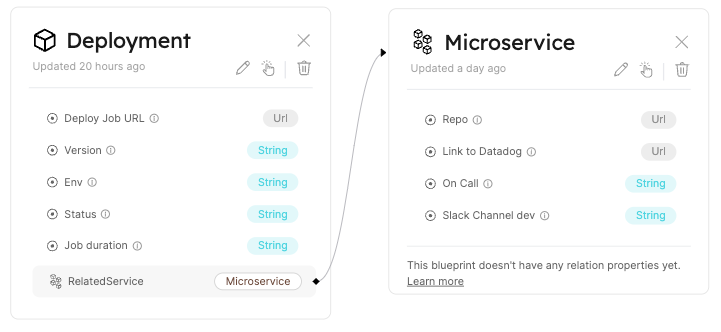 Deployment
Updated 20 hours ago
Deploy Job URL Url
Version String
Env String
Status String
Job duration String
RelatedService Microservice
Microservice
Updated a day ago
Repo Url
Link to Datadog Url
On Call String
Slack Channel dev String
This blueprint doesn't have any relation properties yet.
Learn more